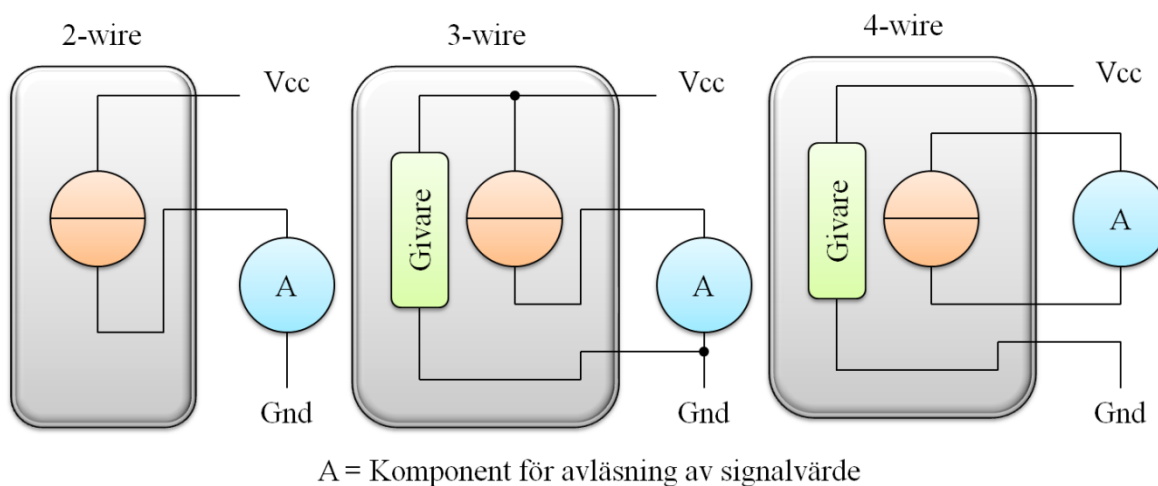 2-wire
3-wire
4-wire
Vcc
Vcc
Vcc
Givare
Givare
A
A
A
Gnd
Gnd
Gnd
A = Komponent för avläsning av signalvärde